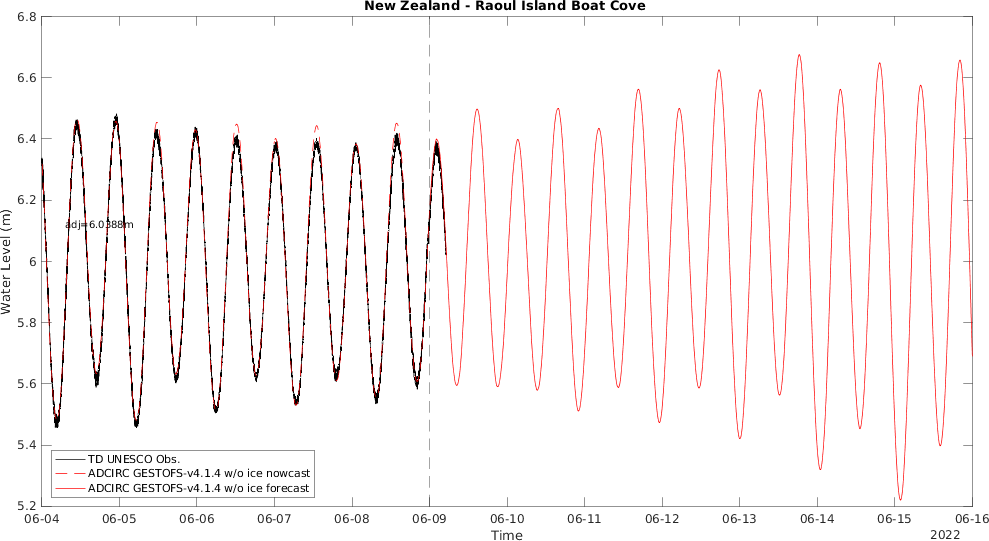 New Zealand - Raoul Island Boat Cove
Water Level (m)
6.8
6.6
6.4
6.2
6
5.8
5.6
5.4
5.2
adj=6.0388m
TD UNESCO Obs.
ADCIRC GESTOFS-v4.1.4 w/o ice nowcast
ADCIRC GESTOFS-v4.1.4 w/o ice forecast
06-04 06-05 06-06 06-07 06-08 06-09 06-10 06-11 06-12 06-13 06-14 06-15 06-16
Time
2022